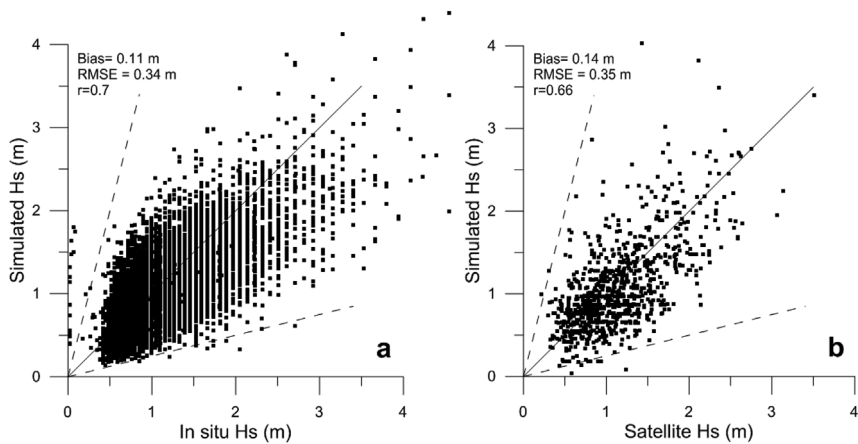 Bias= 0.11 m
RMSE = 0.34 m
r=0.7
4
3
2
1
0
Simulated Hs (m)
0 1 2 3 4
In situ Hs (m)
a
Bias= 0.14 m
RMSE = 0.35 m
r=0.66
4
3
2
1
0
Simulated Hs (m)
0 1 2 3 4
Satellite Hs (m)
b